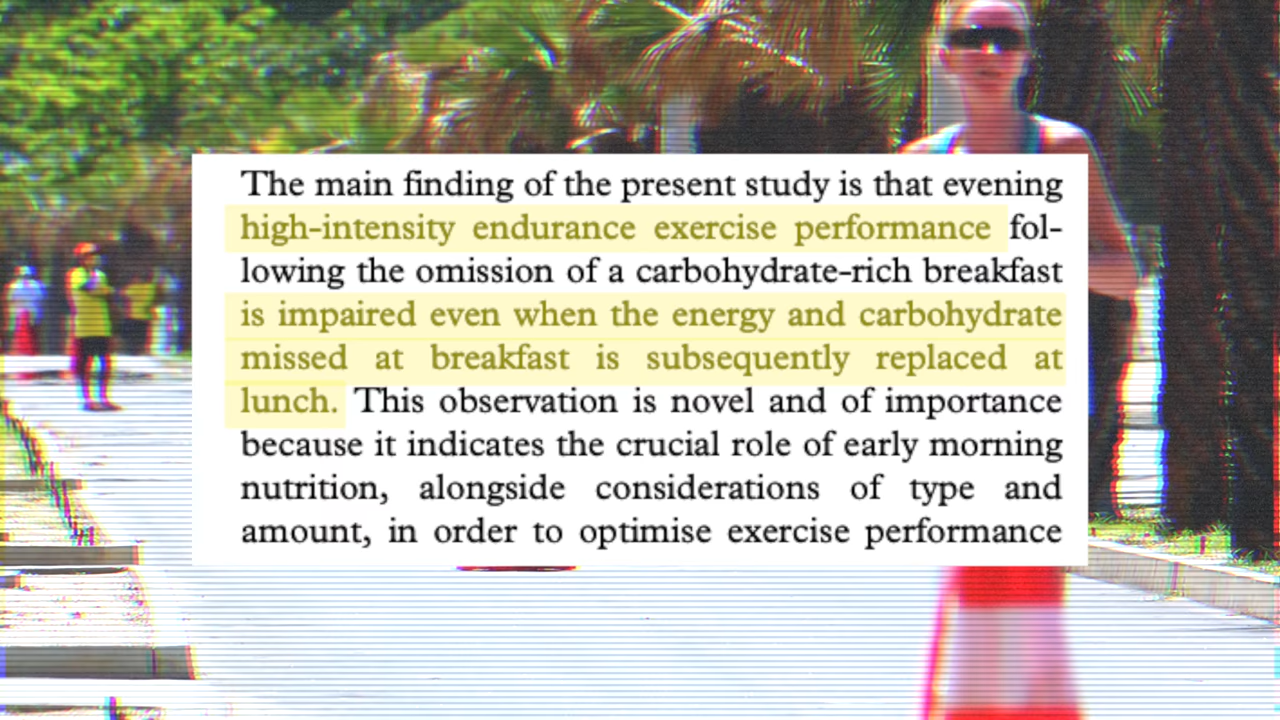 The main finding of the present study is that evening
high-intensity endurance exercise performance fol-
lowing the omission of a carbohydrate-rich breakfast
is impaired even when the energy and carbohydrate
missed at breakfast is subsequently replaced at
lunch. This observation is novel and of importance
because it indicates the crucial role of early morning
nutrition, alongside considerations of type and
amount, in order to optimise exercise performance